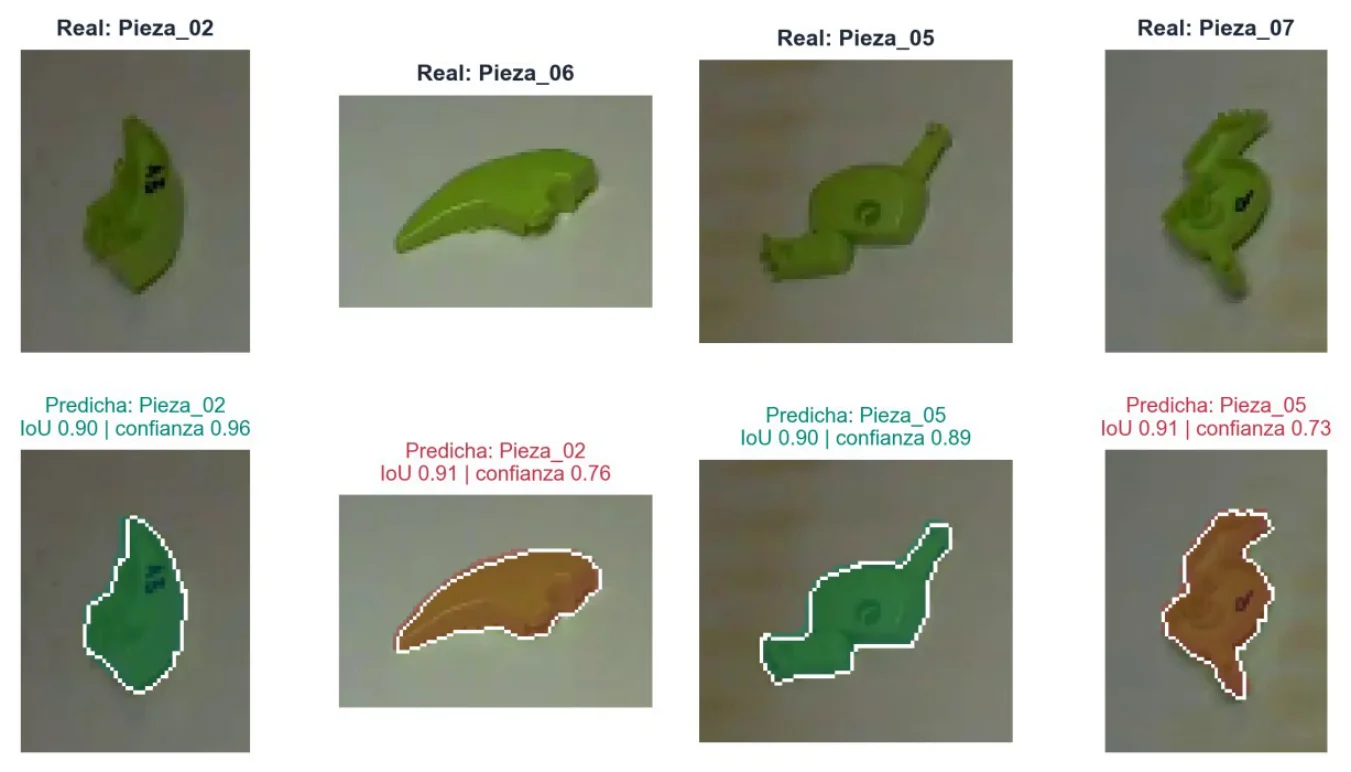 Real: Pieza_02
Real: Pieza_06
Real: Pieza_05
Real: Pieza_07
Predicha: Pieza_02
IoU 0.90 | confianza 0.96
Predicha: Pieza_02
IoU 0.91 | confianza 0.76
Predicha: Pieza_05
IoU 0.90 | confianza 0.89
Predicha: Pieza_05
IoU 0.91 | confianza 0.73